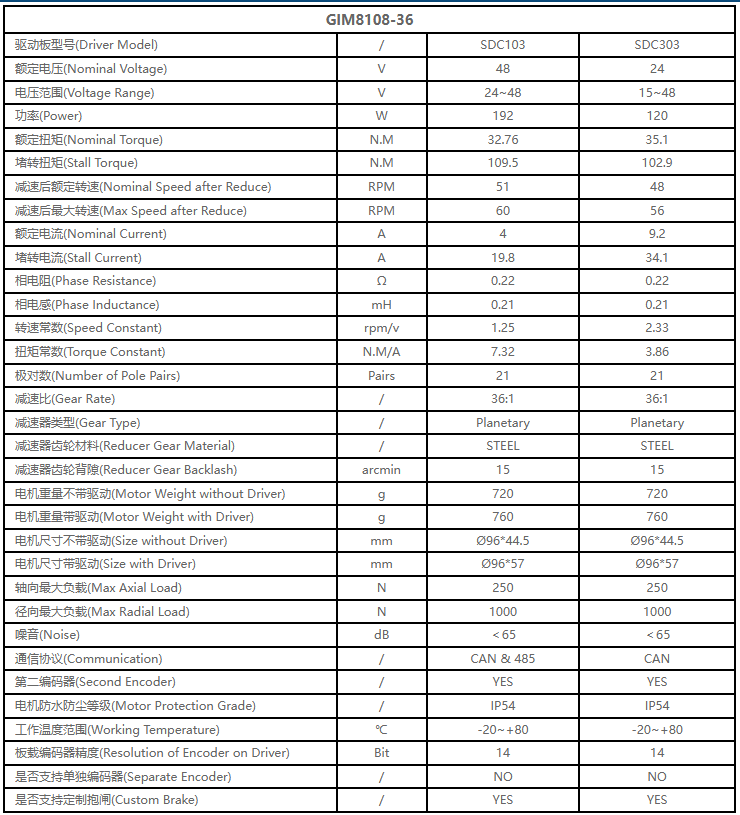 GIM8108-36
驱动板型号(Driver Model) / SDC103 SDC303
额定电压(Nominal Voltage) V 48 24
电压范围(Voltage Range) V 24~48 15~48
功率(Power) W 192 120
额定扭矩(Nominal Torque) N.M 32.76 35.1
堵转扭矩(Stall Torque) N.M 109.5 102.9
减速后额定转速(Nominal Speed after Reduce) RPM 51 48
减速后最大转速(Max Speed after Reduce) RPM 60 56
额定电流(Nominal Current) A 4 9.2
堵转电流(Stall Current) A 19.8 34.1
相电阻(Phase Resistance) Ω 0.22 0.22
相电感(Phase Inductance) mH 0.21 0.21
转速常数(Speed Constant) rpm/v 1.25 2.33
扭矩常数(Torque Constant) N.M/A 7.32 3.86
极对数(Number of Pole Pairs) Pairs 21 21
减速比(Gear Rate) / 36:1 36:1
减速器类型(Gear Type) / Planetary Planetary
减速器齿轮材料(Reducer Gear Material) / STEEL STEEL
减速器齿轮背隙(Reducer Gear Backlash) arcmin 15 15
电机重量不带驱动(Motor Weight without Driver) g 720 720
电机重量带驱动(Motor Weight with Driver) g 760 760
电机尺寸不带驱动(Size without Driver) mm Ø96*44.5 Ø96*44.5
电机尺寸带驱动(Size with Driver) mm Ø96*57 Ø96*57
轴向最大负载(Max Axial Load) N 250 250
径向最大负载(Max Radial Load) N 1000 1000
噪音(Noise) dB ＜65 ＜65
通信协议(Communication) / CAN & 485 CAN
第二编码器(Second Encoder) / YES YES
电机防水防尘等级(Motor Protection Grade) / IP54 IP54
工作温度范围(Working Temperature) ℃ -20~+80 -20~+80
板载编码器精度(Resolution of Encoder on Driver) Bit 14 14
是否支持单独编码器(Separate Encoder) / NO NO
是否支持定制抱闸(Custom Brake) / YES YES